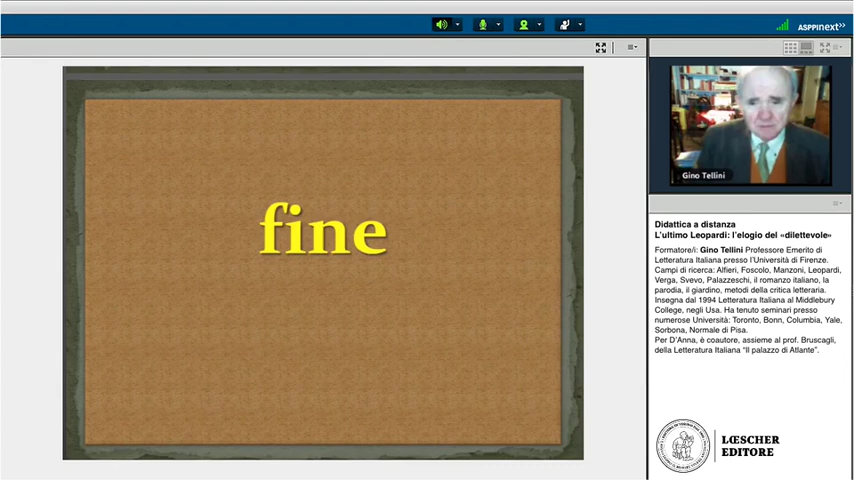 ASPPInext
fine
Gino Tellini
Didattica a distanza
L'ultimo Leopardi: l'elogio del «dilettevole»
Formatore/i: Gino Tellini Professore Emerito di
Letteratura Italiana presso l'Università di Firenze.
Campi di ricerca: Alfieri, Foscolo, Manzoni, Leopardi,
Verga, Svevo, Palazzeschi, il romanzo italiano, la
parodia, il giardino, metodi della critica letteraria.
Insegna dal 1994 Letteratura Italiana al Middlebury
College, negli Usa. Ha tenuto seminari presso
numerose Università: Toronto, Bonn, Columbia, Yale,
Sorbona, Normale di Pisa.
Per D'Anna, è coautore, assieme al prof. Bruscagli,
della Letteratura Italiana "Il palazzo di Atlante".
LŒSCHER
EDITORE